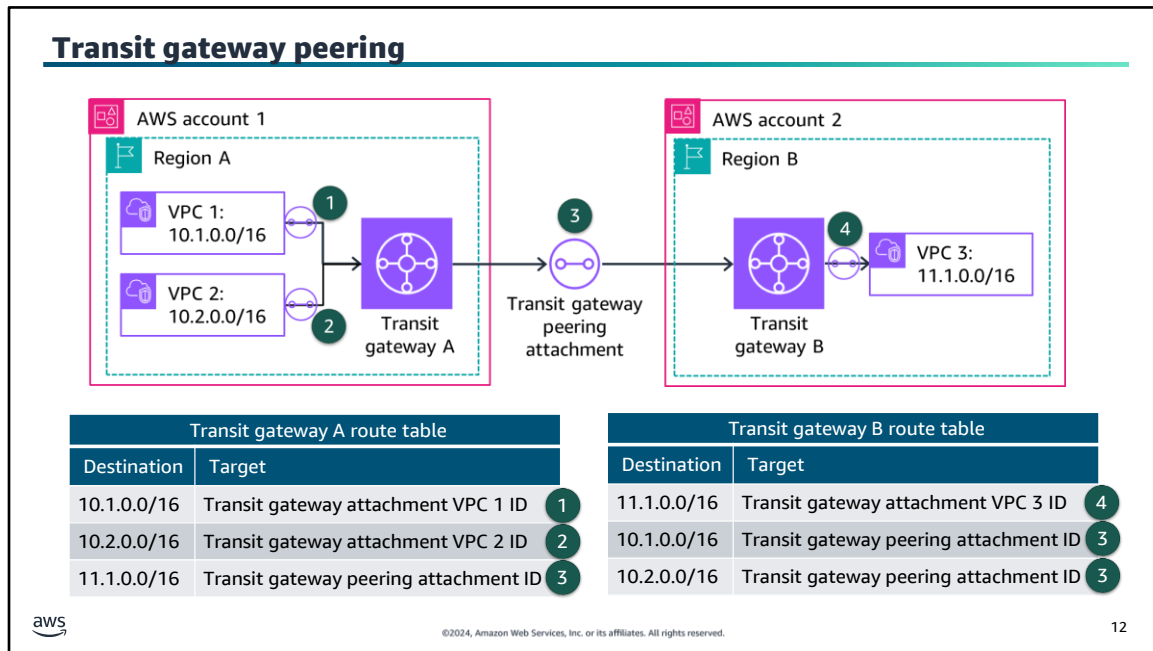 Transit gateway peering
AWS account 1
Region A
VPC 1:
10.1.0.0/16
1
VPC 2:
10.2.0.0/16
2
Transit
gateway A
3
Transit gateway
peering
attachment
AWS account 2
Region B
Transit
gateway B
4
VPC 3:
11.1.0.0/16
Transit gateway A route table
Destination Target
10.1.0.0/16 Transit gateway attachment VPC 1 ID 1
10.2.0.0/16 Transit gateway attachment VPC 2 ID 2
11.1.0.0/16 Transit gateway peering attachment ID 3
Transit gateway B route table
Destination Target
11.1.0.0/16 Transit gateway attachment VPC 3 ID 4
10.1.0.0/16 Transit gateway peering attachment ID 3
10.2.0.0/16 Transit gateway peering attachment ID 3
aws
©2024, Amazon Web Services, Inc. or its affiliates. All rights reserved.
12